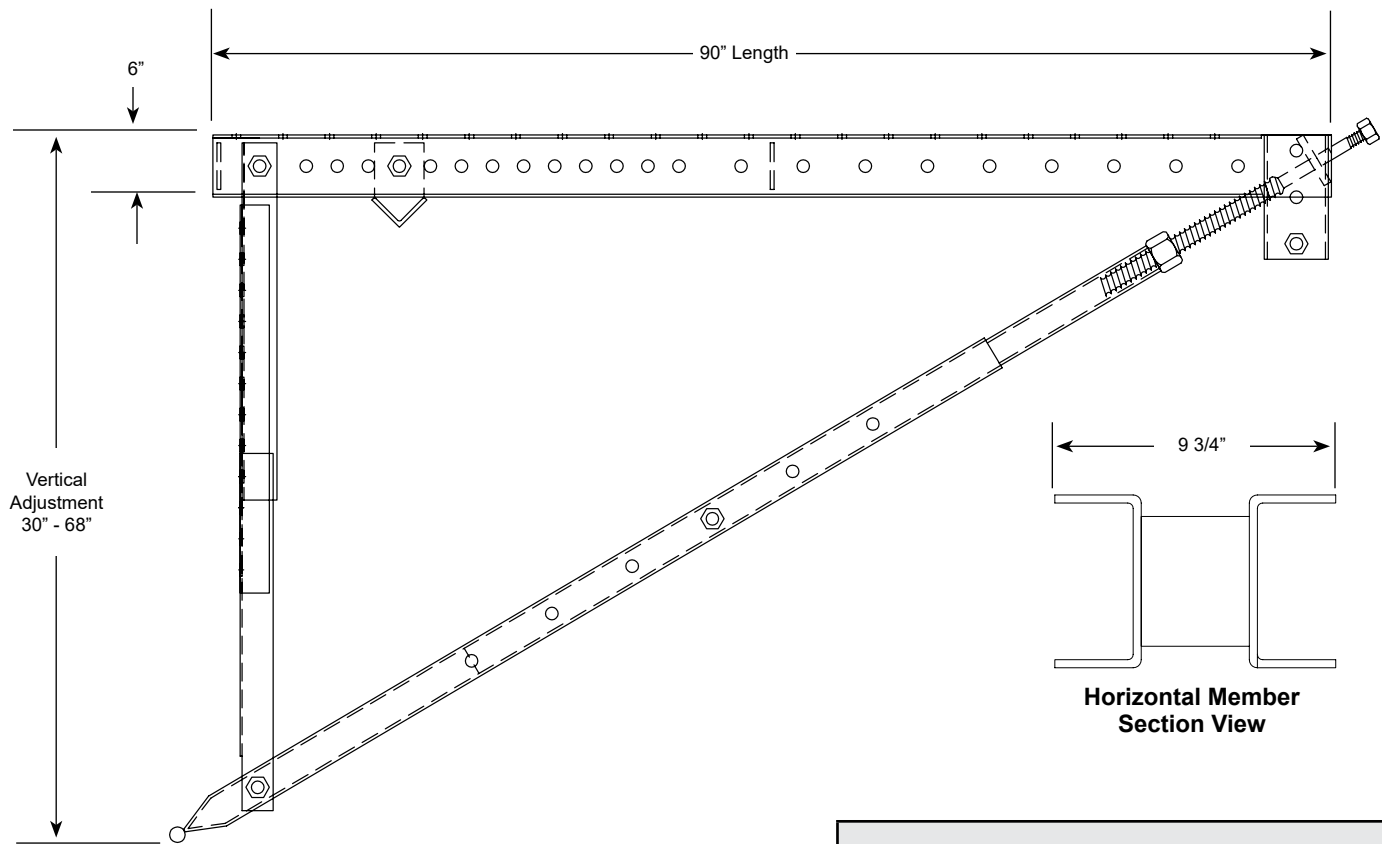 90” Length
6”
Vertical
Adjustment
30” - 68”
9 3/4”
Horizontal Member
Section View